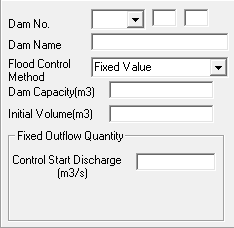 Dam No.
Dam Name
Flood Control
Method
Fixed Value
Dam Capacity(m3)
Initial Volume(m3)
Fixed Outflow Quantity
Control Start Discharge
(m3/s)